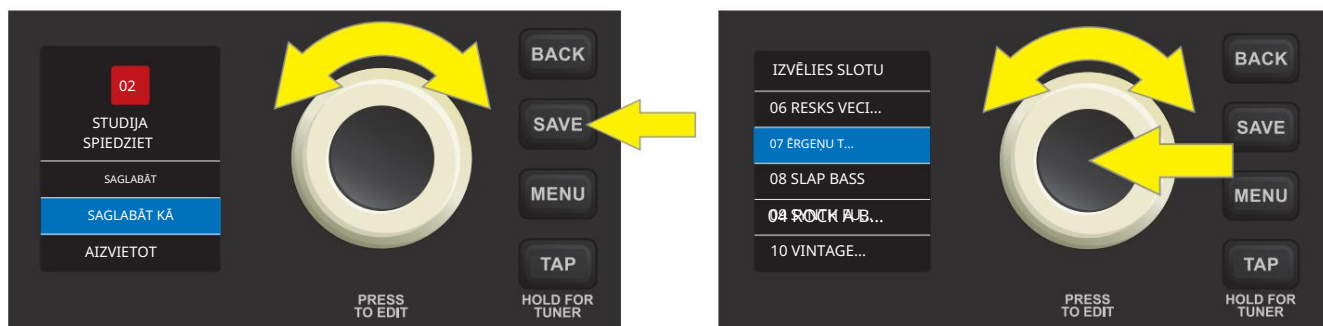 02
STUDIJA
SPIEDZIET
SAGLABĀT
SAGLABĀT KĀ
AIZVIETOT
BACK
SAVE
MENU
TAP
PRESS
TO EDIT
HOLD FOR
TUNER
IZVĒLIES SLOTU
06 RESKS VECI...
07 ĒRGEŅU T...
08 SLAP BASS
04 ROCK A B...
10 VINTAGE...
BACK
SAVE
MENU
TAP
PRESS
TO EDIT
HOLD FOR
TUNER